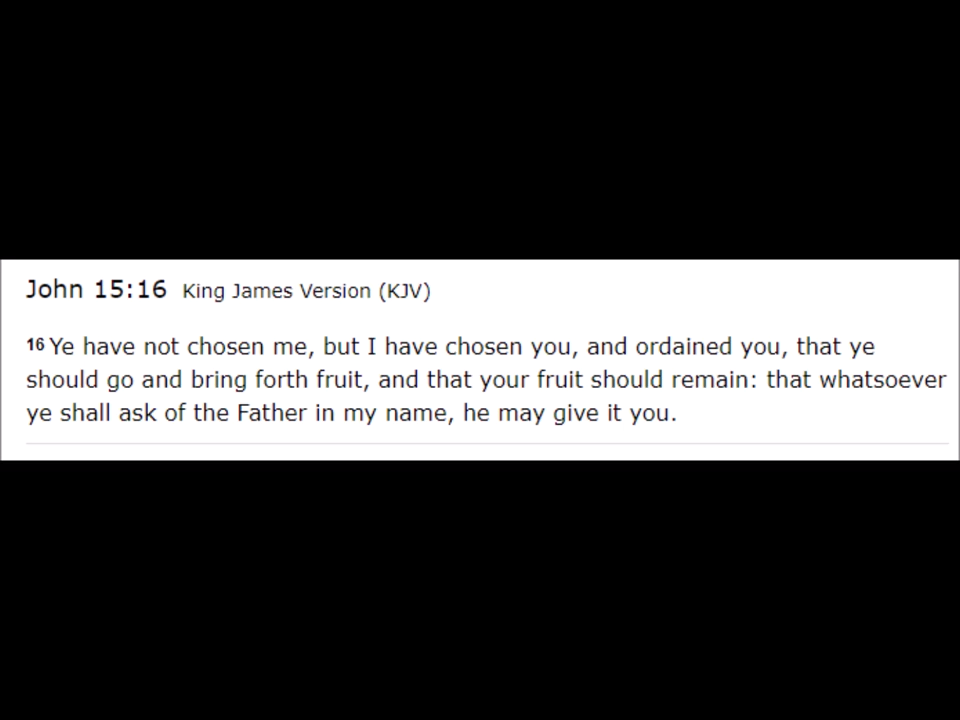 John 15:16 King James Version (KJV)
16 Ye have not chosen me, but I have chosen you, and ordained you, that ye
should go and bring forth fruit, and that your fruit should remain: that whatsoever
ye shall ask of the Father in my name, he may give it you.